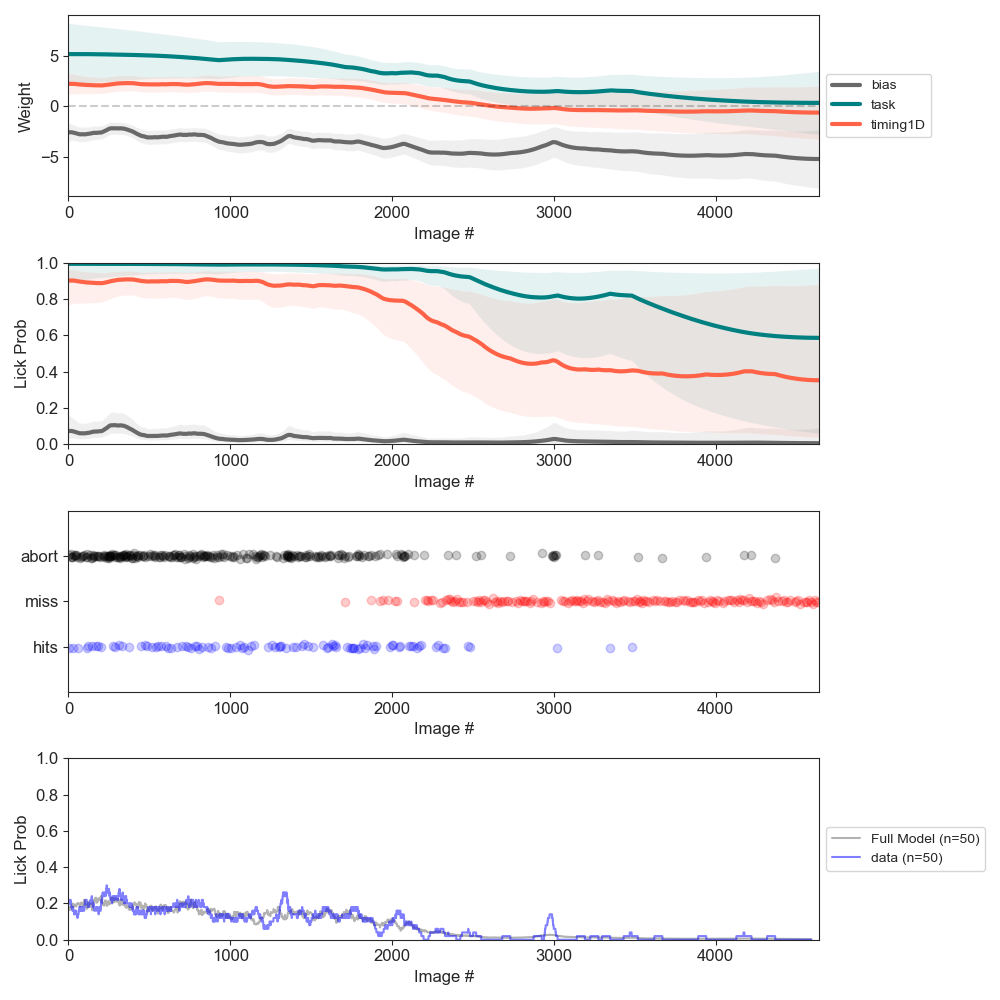 Weight
5
0
−5
0 1000 2000 3000 4000
Image #
bias
task
timing1D
Lick Prob
1.0
0.8
0.6
0.4
0.2
0.0
0 1000 2000 3000 4000
Image #
abort
miss
hits
0 1000 2000 3000 4000
Image #
Lick Prob
1.0
0.8
0.6
0.4
0.2
0.0
0 1000 2000 3000 4000
Image #
Full Model (n=50)
data (n=50)